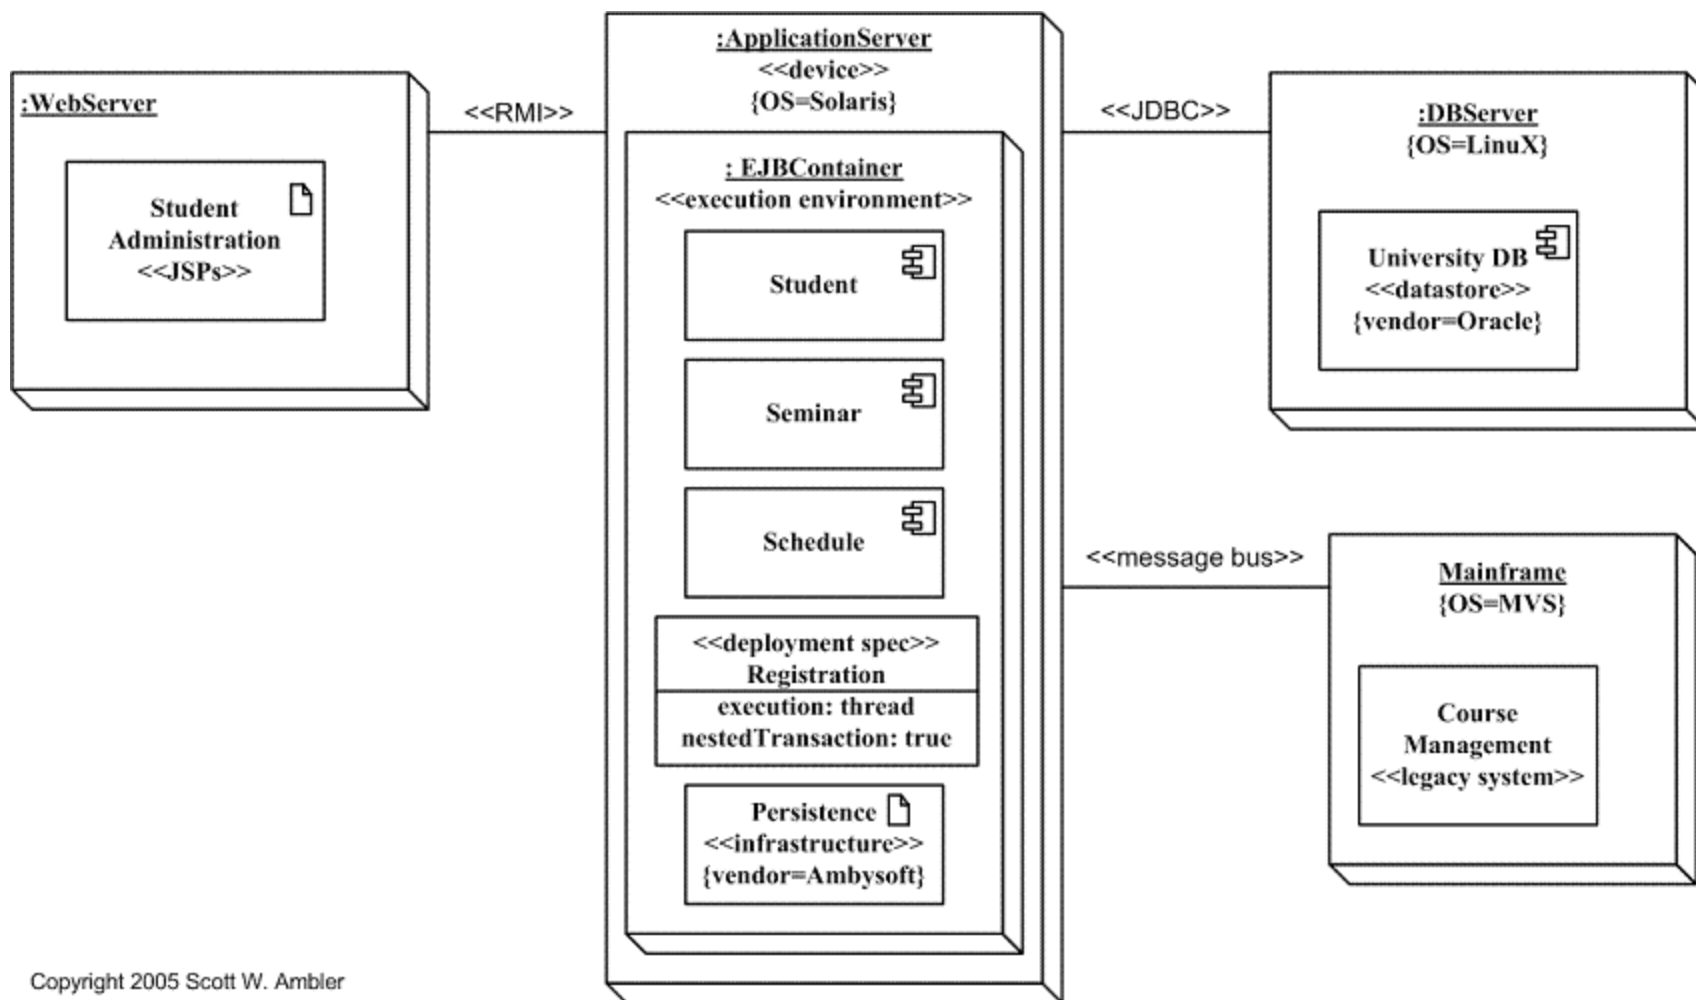 :WebServer
Student
Administration
<<JSPs>>
<<RMI>>
:ApplicationServer
<<device>>
{OS=Solaris}
: EJBContainer
<<execution environment>>
Student
Seminar
Schedule
<<deployment spec>>
Registration
execution: thread
nestedTransaction: true
Persistence
<<infrastructure>>
{vendor=Ambysoft}
<<JDBC>>
:DBServer
{OS=LinuX}
University DB
<<datastore>>
{vendor=Oracle}
<<message bus>>
Mainframe
{OS=MVS}
Course
Management
<<legacy system>>
Copyright 2005 Scott W. Ambler